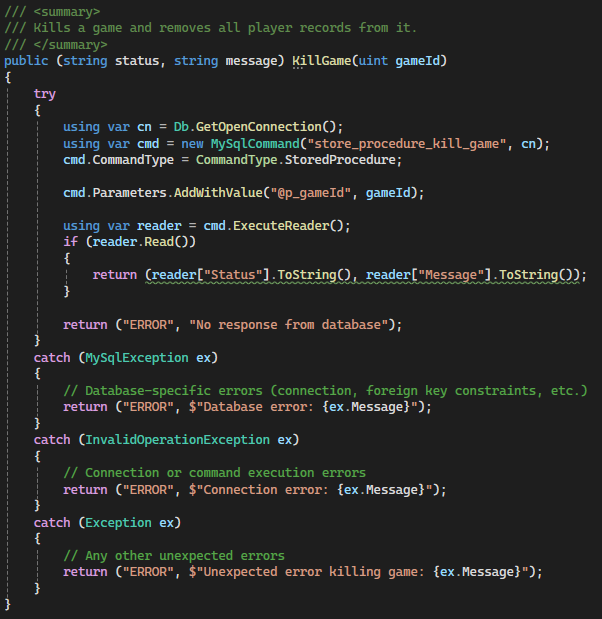 /// <summary>
/// Kills a game and removes all player records from it.
/// </summary>
public (string status, string message) KillGame(uint gameId)
{
    try
    {
        using var cn = Db.GetOpenConnection();
        using var cmd = new MySqlCommand("store_procedure_kill_game", cn);
        cmd.CommandType = CommandType.StoredProcedure;

        cmd.Parameters.AddWithValue("@p_gameId", gameId);

        using var reader = cmd.ExecuteReader();
        if (reader.Read())
        {
            return (reader["Status"].ToString(), reader["Message"].ToString());
        }

        return ("ERROR", "No response from database");
    }
    catch (MySqlException ex)
    {
        // Database-specific errors (connection, foreign key constraints, etc.)
        return ("ERROR", $"Database error: {ex.Message}");
    }
    catch (InvalidOperationException ex)
    {
        // Connection or command execution errors
        return ("ERROR", $"Connection error: {ex.Message}");
    }
    catch (Exception ex)
    {
        // Any other unexpected errors
        return ("ERROR", $"Unexpected error killing game: {ex.Message}");
    }
}